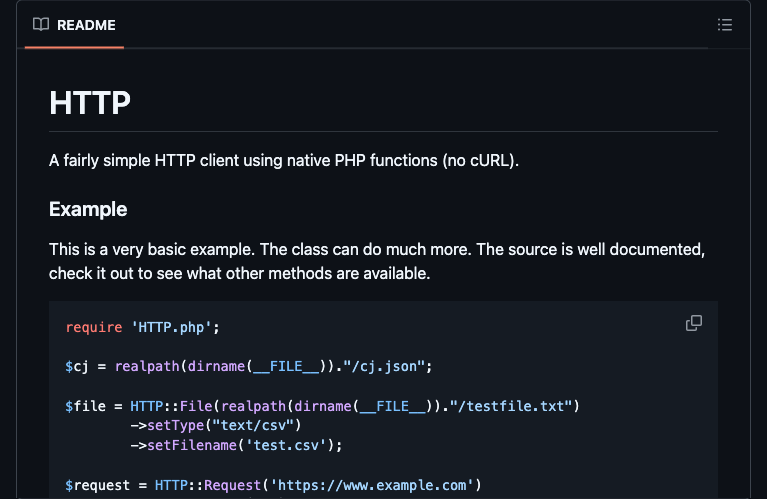 README
HTTP
A fairly simple HTTP client using native PHP functions (no cURL).
Example
This is a very basic example. The class can do much more. The source is well documented,
check it out to see what other methods are available.
require 'HTTP.php';
$cj = realpath(dirname(__FILE__))."/cj.json";
$file = HTTP::File(realpath(dirname(__FILE__))."/testfile.txt")
        ->setType("text/csv")
        ->setFilename('test.csv');
$request = HTTP::Request('https://www.example.com')